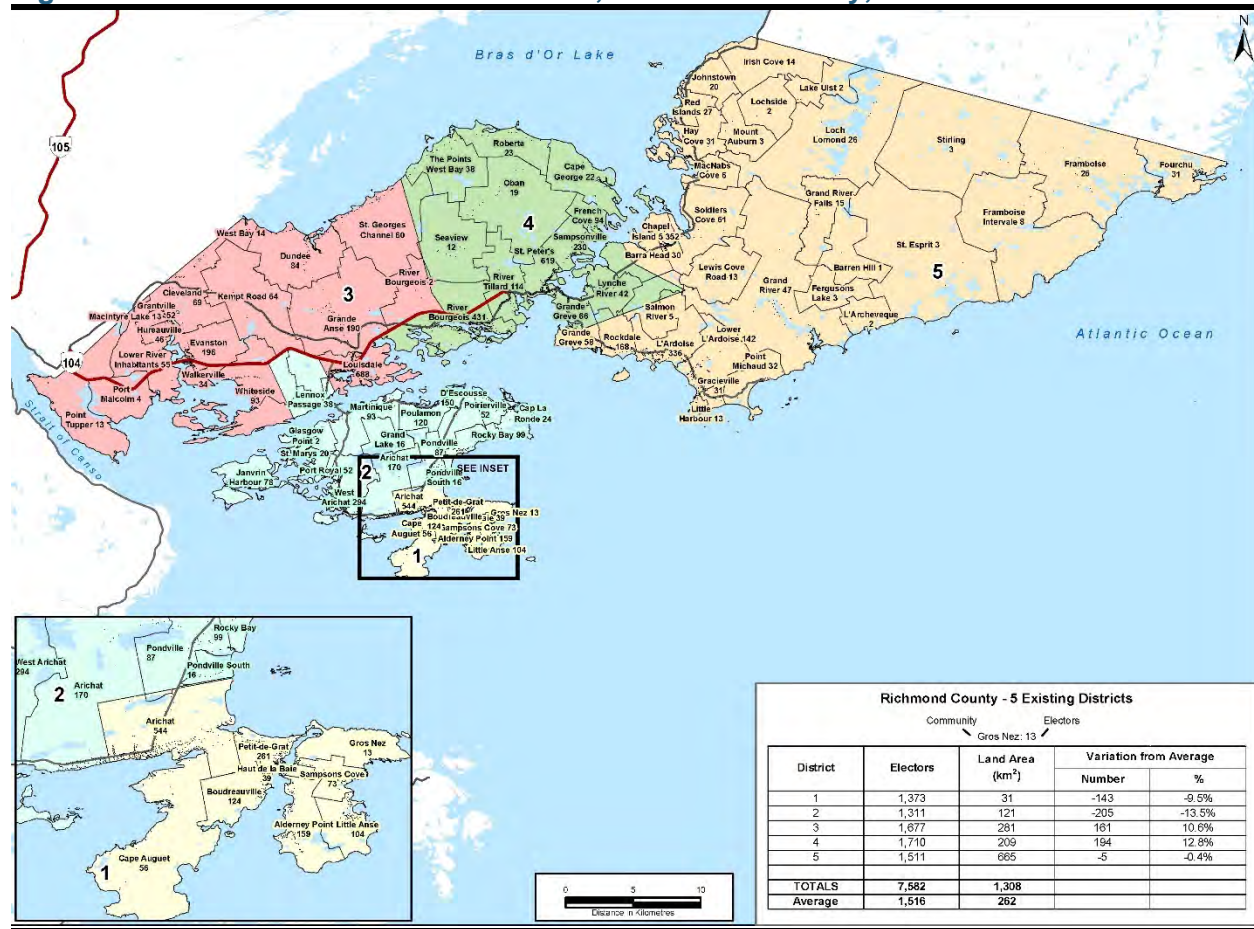 N
Bras d'Or Lake
105
Irish Cove 14
Johnstown
20
Lake Uist 2
Red
Islands 27
Lochside
2
Hay
Cove 31
Mount
Auburn 3
Loch
Lomond 26
Stirling
3
Framboise
Fourchu
31
MacNabs
Cove 6
Grand River
Falls 15
Framboise
Intervale 8
Soldiers
Cove 61
St. Esprit 3
Chapel
Island 5 352
Barra Head 30
Lewis Cove
Road 13
Grand
River 47
Barren Hill 1
Fergusons
Lake 3
5
L'Archeveque
2
Salmon
River 5
Lower
L'Ardoise 142
L'Ardoise
336
Point
Michaud 32
Rockdale
168
Grand
Greve 58
Gracieville
31
Little
Harbour 13
Atlantic Ocean
Roberta
23
The Points
West Bay 38
Oban
19
Cape
George 22
4
French
Cove 94
Sampsonville
230
Seaview
12
St. Peter's
619
River
Tillard 114
Lynche
River 42
Grande
Greve 66
River
Bourgeois 431
West Bay 14
St. Georges
Channel 60
Dundee
84
River
Bourgeois 2
Cleveland
69
Kempt Road 64
3
Grantville
52
Macintyre Lake 13
Hureauville
46
Grande
Anse 190
Evanston
196
104
Lower River
Inhabitants 55
Walkerville
34
Louisdale
688
Port
Malcolm 4
Whiteside
93
Point
Tupper 13
Strait of Canso
Lennox
Passage 38
D'Escousse
150
Poirierville
52
Martinique
93
Poulamon
120
Cap La
Ronde 24
Glasgow
Point 2
Grand
Lake 16
Rocky Bay 99
Pondville
87
St. Marys 20
Arichat
170
Port Royal 52
2
SEE INSET
Janvrin
Harbour 78
Pondville
South 16
West
Arichat 294
Arichat
544
Petit-de-Grat
261
Gros Nez 13
Boudreauville
124
Cape
Auguet 56
Sampsons Cove 73
Alderney Point 159
Little Anse 104
1
Rocky Bay
99
Pondville
87
West Arichat
294
Pondville South
16
2
Arichat
170
Arichat
544
Petit-de-Grat
261
Gros Nez
13
Haut de la Baie
39
Sampsons Cove
73
Boudreauville
124
Alderney Point
159
Little Anse
104
Cape Auguet
56
1
0 5 10
Distance in Kilometres
Richmond County - 5 Existing Districts
Community Electors
Gros Nez: 13
District Electors Land Area (km²) Variation from Average
Number %
1 1,373 31 -143 -9.5%
2 1,311 121 -205 -13.5%
3 1,677 281 161 10.6%
4 1,710 209 194 12.8%
5 1,511 665 -5 -0.4%
TOTALS 7,582 1,308
Average 1,516 262